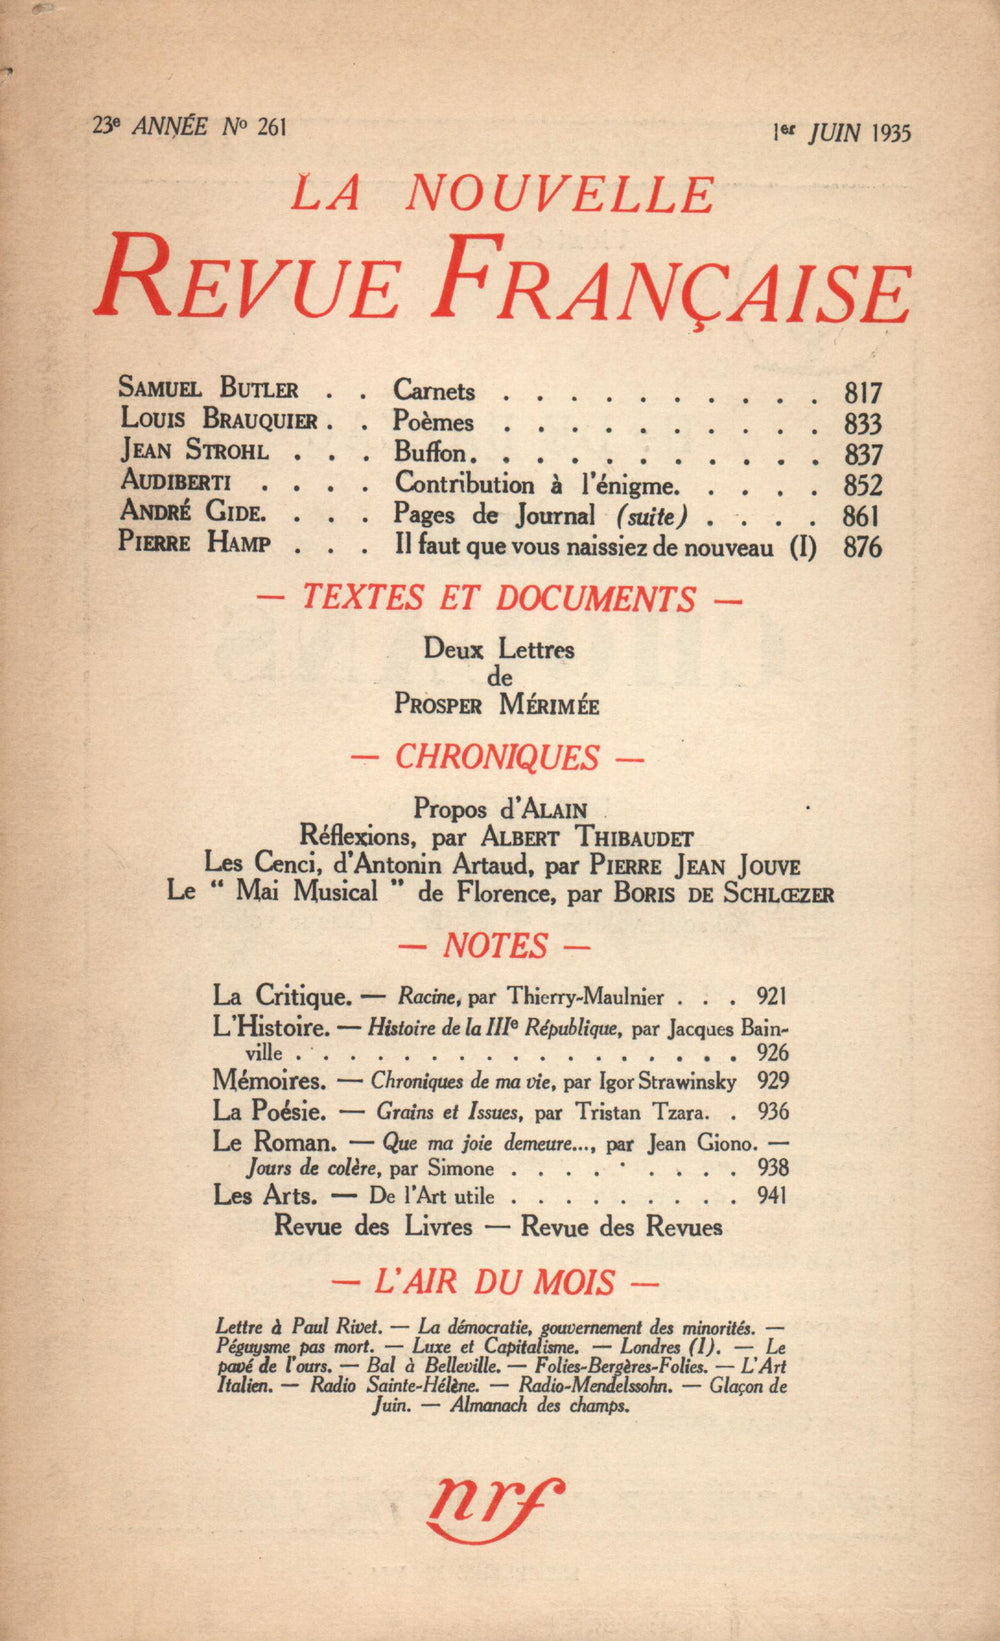 23e ANNÉE No 261
1er JUIN 1935
LA NOUVELLE
REVUE FRANÇAISE
SAMUEL BUTLER . . Carnets . . . . . . . . . . . 817
LOUIS BRAUQUIER . . Poèmes . . . . . . . . . . . 833
JEAN STROHL . . . Buffon. . . . . . . . . . . . 837
AUDIBERTI . . . . Contribution à l'énigme. . . . . 852
ANDRÉ GIDE. . . . Pages de Journal (suite) . . . . 861
PIERRE HAMP . . . Il faut que vous naissiez de nouveau (I) 876
— TEXTES ET DOCUMENTS —
Deux Lettres
de
PROSPER MÉRIMÉE
— CHRONIQUES —
Propos d'ALAIN
Réflexions, par ALBERT THIBAUDET
Les Cenci, d'Antonin Artaud, par PIERRE JEAN JOUVE
Le “ Mai Musical ” de Florence, par BORIS DE SCHLŒZER
— NOTES —
La Critique. — Racine, par Thierry-Maulnier . . . 921
L'Histoire. — Histoire de la IIIe République, par Jacques Bain-
ville . . . . . . . . . . . . . . . . . 926
Mémoires. — Chroniques de ma vie, par Igor Strawinsky 929
La Poésie. — Grains et Issues, par Tristan Tzara. . 936
Le Roman. — Que ma joie demeure..., par Jean Giono. —
Jours de colère, par Simone . . . . . . . . . 938
Les Arts. — De l'Art utile . . . . . . . . . 941
Revue des Livres — Revue des Revues
— L'AIR DU MOIS —
Lettre à Paul Rivet. — La démocratie, gouvernement des minorités. —
Péguysme pas mort. — Luxe et Capitalisme. — Londres (I). — Le
pavé de l'ours. — Bal à Belleville. — Folies-Bergères-Folies. — L'Art
Italien. — Radio Sainte-Hélène. — Radio-Mendelssohn. — Glaçon de
Juin. — Almanach des champs.
nrf